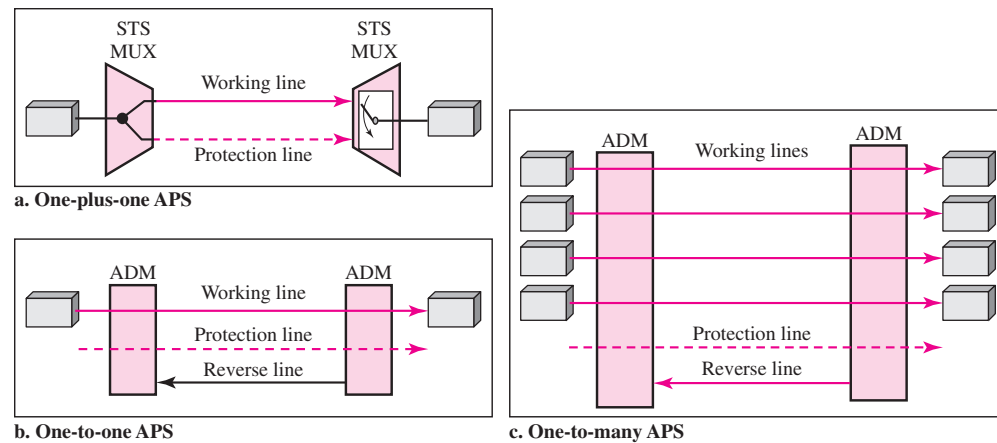 STS
MUX
STS
MUX
Working line
Protection line
a. One-plus-one APS
ADM
ADM
Working line
Protection line
Reverse line
b. One-to-one APS
ADM
ADM
Working lines
Protection line
Reverse line
c. One-to-many APS